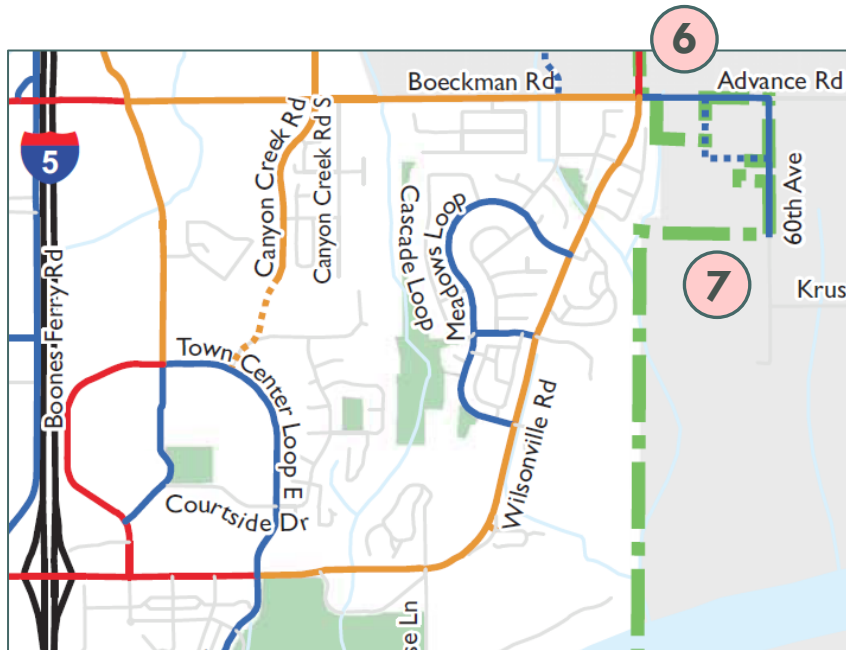 6
Boeckman Rd
Advance Rd
5
Canyon Creek Rd
Canyon Creek Rd S
Cascade Loop
Meadows Loop
60th Ave
Boones Ferry Rd
7
Krus
Town Center Loop E
Wilsonville Rd
Courtside Dr
se Ln